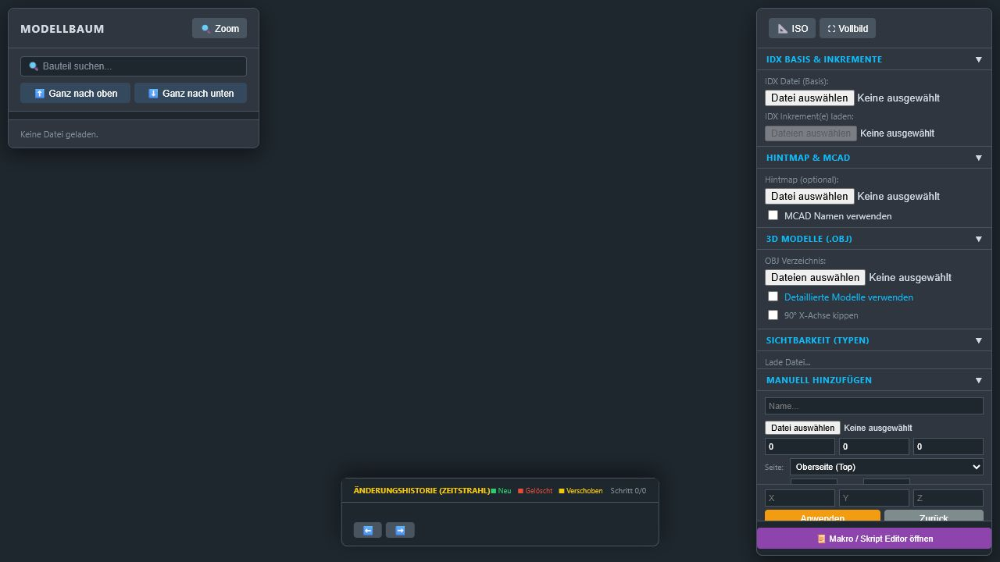 MODELLBAUM
🔍 Zoom
🔍 Bauteil suchen...
⬆️ Ganz nach oben
⬇️ Ganz nach unten
Keine Datei geladen.
📐 ISO
⛶ Vollbild
IDX BASIS & INKREMENTE ▼
IDX Datei (Basis):
Datei auswählen Keine ausgewählt
IDX Inkrement(e) laden:
Dateien auswählen Keine ausgewählt
HINTMAP & MCAD ▼
Hintmap (optional):
Datei auswählen Keine ausgewählt
MCAD Namen verwenden
3D MODELLE (.OBJ) ▼
OBJ Verzeichnis:
Dateien auswählen Keine ausgewählt
Detaillierte Modelle verwenden
90° X-Achse kippen
SICHTBARKEIT (TYPEN) ▼
Lade Datei...
MANUELL HINZUFÜGEN ▼
Name...
Datei auswählen Keine ausgewählt
0 0 0
Seite: Oberseite (Top)
X Y Z
Anwenden Zurück
📜 Makro / Skript Editor öffnen
ÄNDERUNGSHISTORIE (ZEITSTRAHL) ■ Neu ■ Gelöscht ■ Verschoben Schritt 0/0
⬅️ ➡️